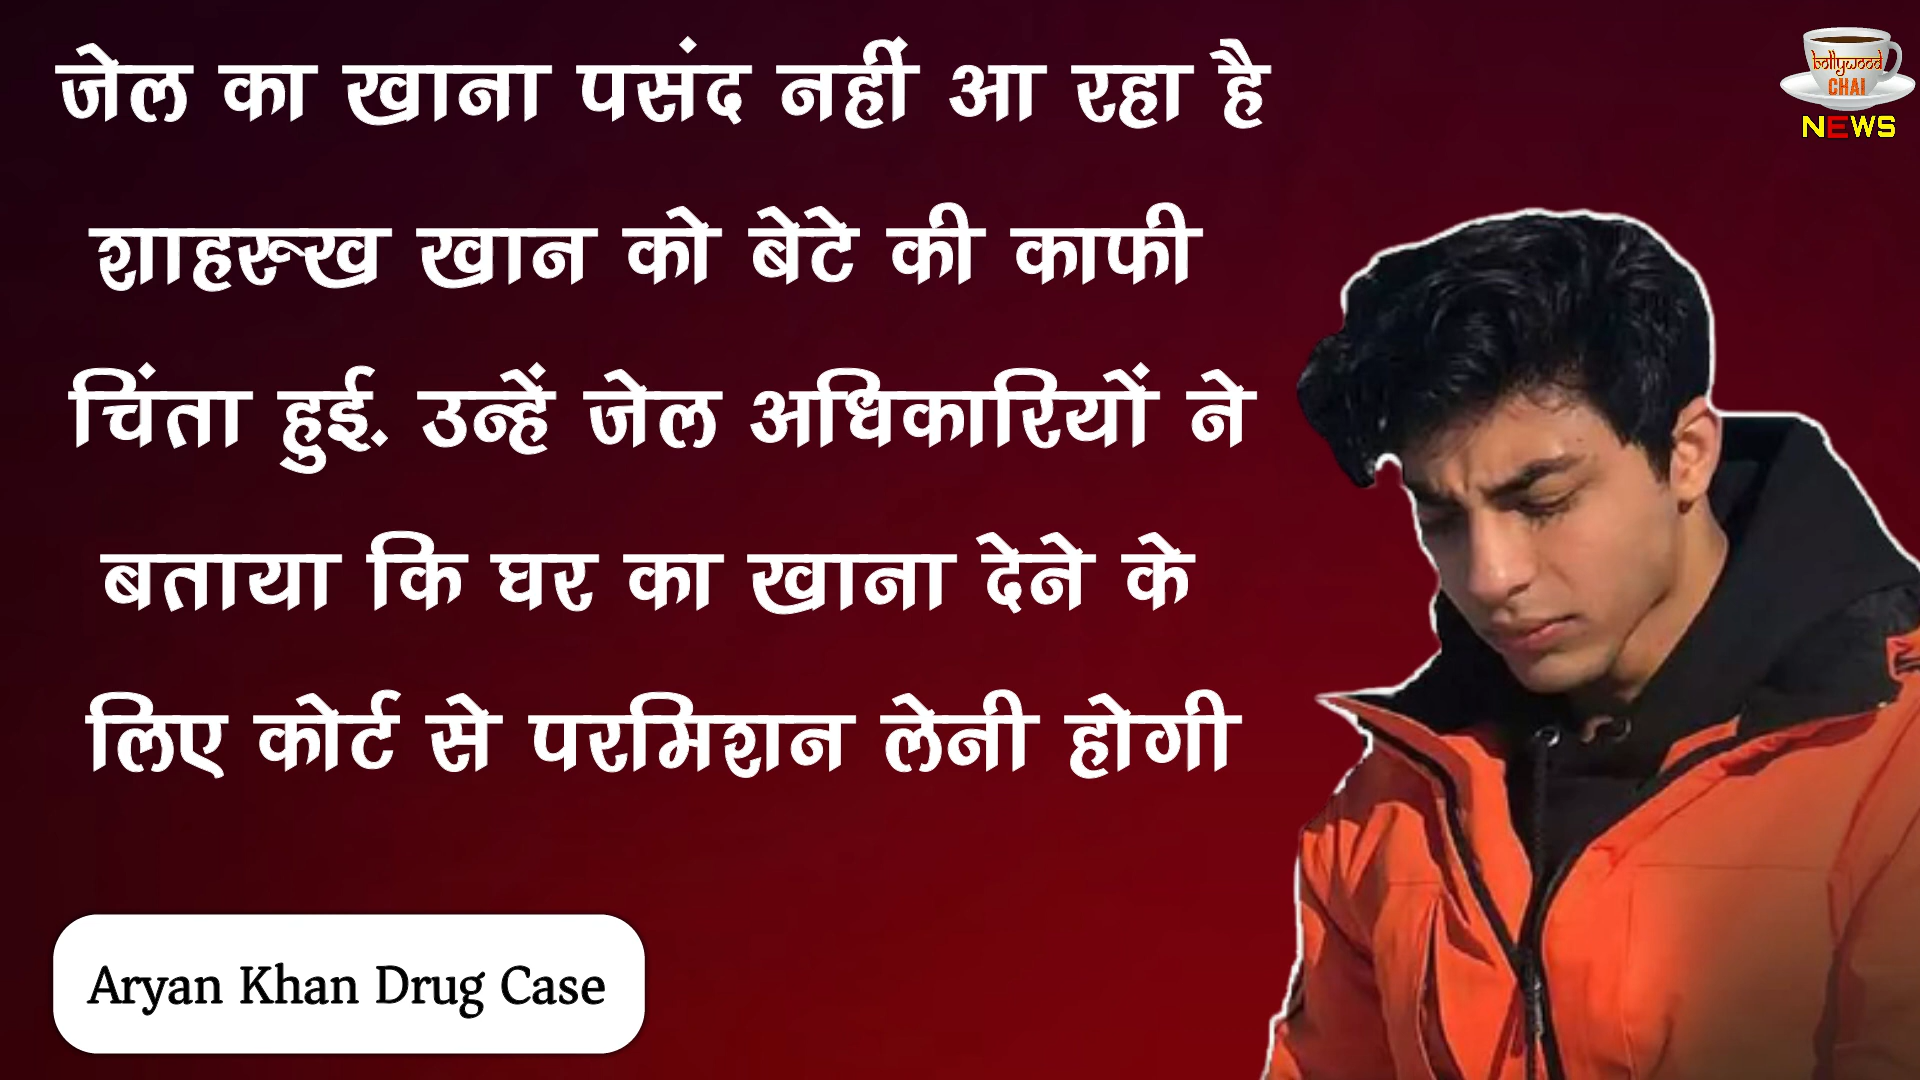 जेल का खाना पसंद नहीं आ रहा है
शाहरूख खान को बेटे की काफी
चिंता हुई. उन्हें जेल अधिकारियों ने
बताया कि घर का खाना देने के
लिए कोर्ट से परमिशन लेनी होगी
Aryan Khan Drug Case
bollywood
CHAI
NEWS